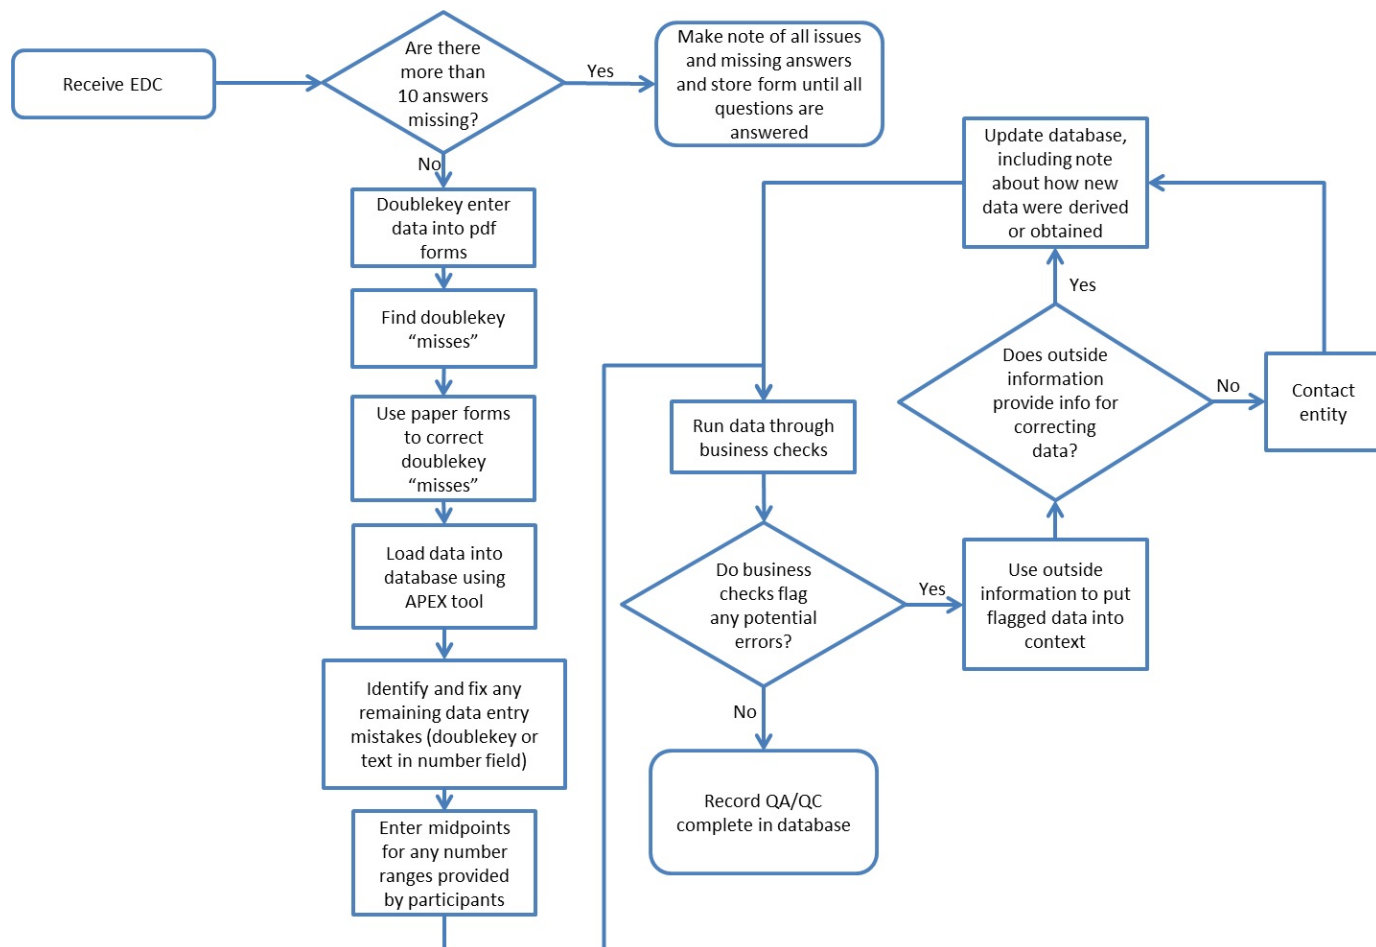 Receive EDC
Are there
more than
10 answers
missing?
Yes
Make note of all issues
and missing answers
and store form until all
questions are
answered
No
Doublekey enter
data into pdf
forms
Find doublekey
“misses”
Use paper forms
to correct
doublekey
“misses”
Load data into
database using
APEX tool
Identify and fix any
remaining data entry
mistakes (doublekey or
text in number field)
Enter midpoints
for any number
ranges provided
by participants
Run data through
business checks
Do business
checks flag
any potential
errors?
No
Record QA/QC
complete in database
Yes
Use outside
information to put
flagged data into
context
Does outside
information
provide info for
correcting
data?
No
Contact
entity
Yes
Update database,
including note
about how new
data were derived
or obtained